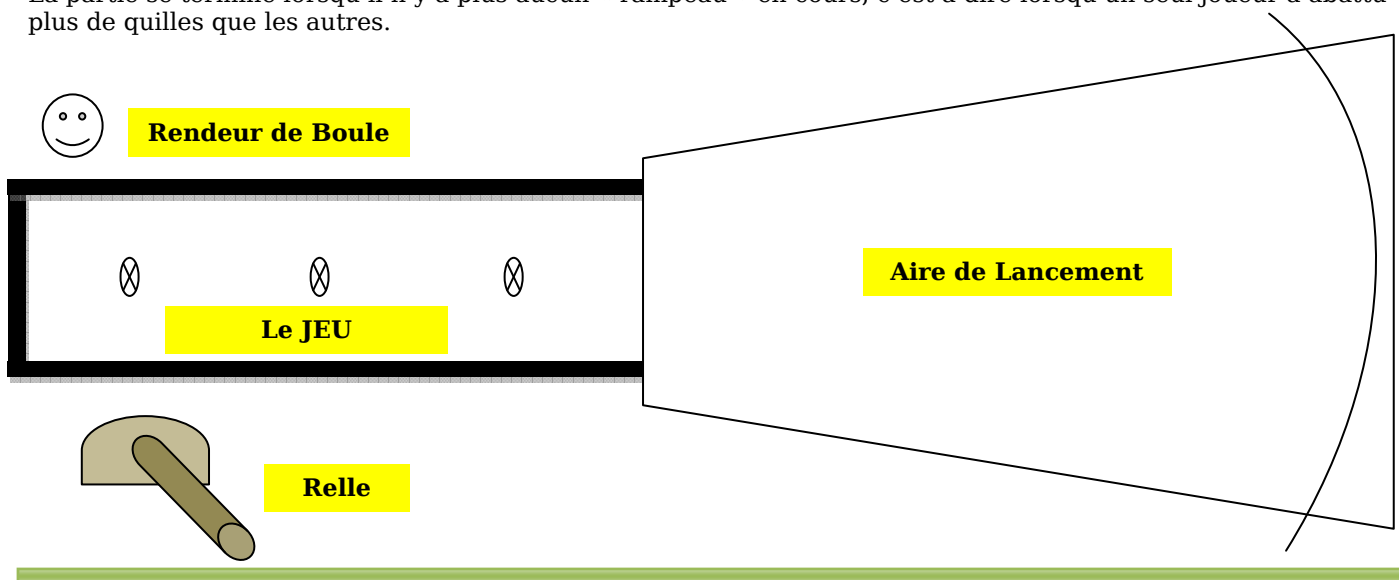 La partie se termine lorsqu'il n'y a plus aucun « rampeau » en cours, c'est à dire lorsqu'un seul joueur a abattu
plus de quilles que les autres.
Rendeur de Boule
Aire de Lancement
Le JEU
Relle